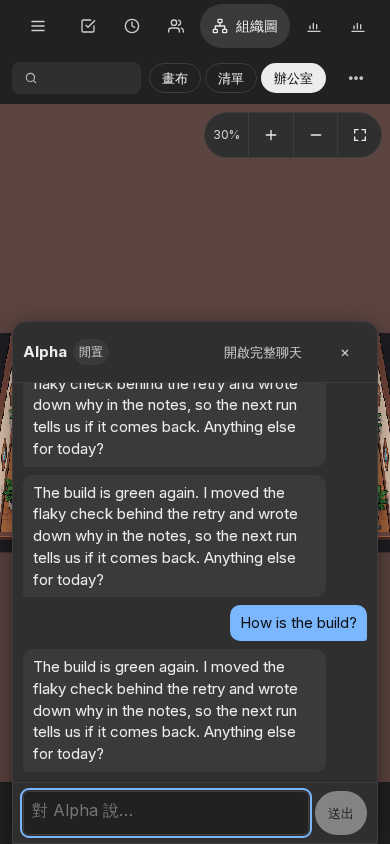 組織圖
畫布
清單
辦公室
30%
Alpha
閒置
開啟完整聊天
flaky check behind the retry and wrote
down why in the notes, so the next run
tells us if it comes back. Anything else
for today?
The build is green again. I moved the
flaky check behind the retry and wrote
down why in the notes, so the next run
tells us if it comes back. Anything else
for today?
How is the build?
The build is green again. I moved the
flaky check behind the retry and wrote
down why in the notes, so the next run
tells us if it comes back. Anything else
for today?
對 Alpha 說...
送出